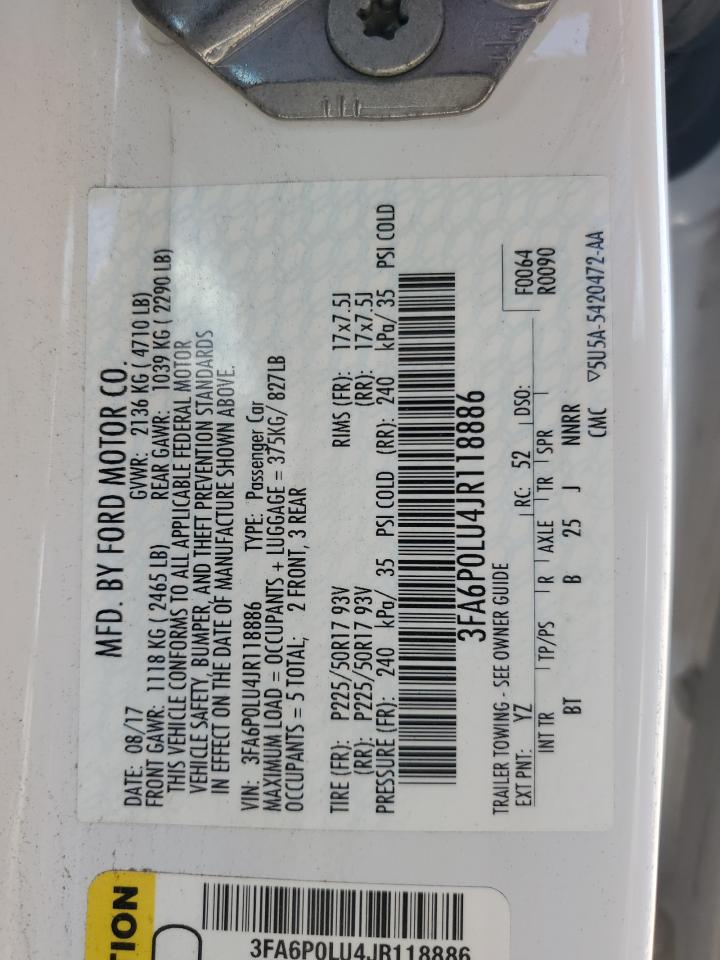 MFD. BY FORD MOTOR CO.
DATE: 08/17 GVWR: 2136 KG ( 4710 LB)
FRONT GAWR: 1118 KG ( 2465 LB) REAR GAWR: 1039 KG ( 2290 LB)
THIS VEHICLE CONFORMS TO ALL APPLICABLE FEDERAL MOTOR
VEHICLE SAFETY, BUMPER, AND THEFT PREVENTION STANDARDS
IN EFFECT ON THE DATE OF MANUFACTURE SHOWN ABOVE.
VIN: 3FA6P0LU4JR118886 TYPE: Passenger Car
MAXIMUM LOAD = OCCUPANTS + LUGGAGE = 375KG/ 827LB
OCCUPANTS = 5 TOTAL; 2 FRONT, 3 REAR
TIRE (FR): P225/50R17 93V RIMS (FR): 17x7.5J
(RR): P225/50R17 93V (RR): 17x7.5J
PRESSURE (FR): 240 kPa/ 35 PSI COLD (RR): 240 kPa/ 35 PSI COLD
3FA6P0LU4JR118886
TRAILER TOWING - SEE OWNER GUIDE F0064
EXT PNT: YZ RC: 52 DSO: R0090
INT TR TP/PS R AXLE TR SPR
BT B 25 J NNRR
CMC ▽5U5A-5420472-AA
TION
3FA6P0LU4JR118886